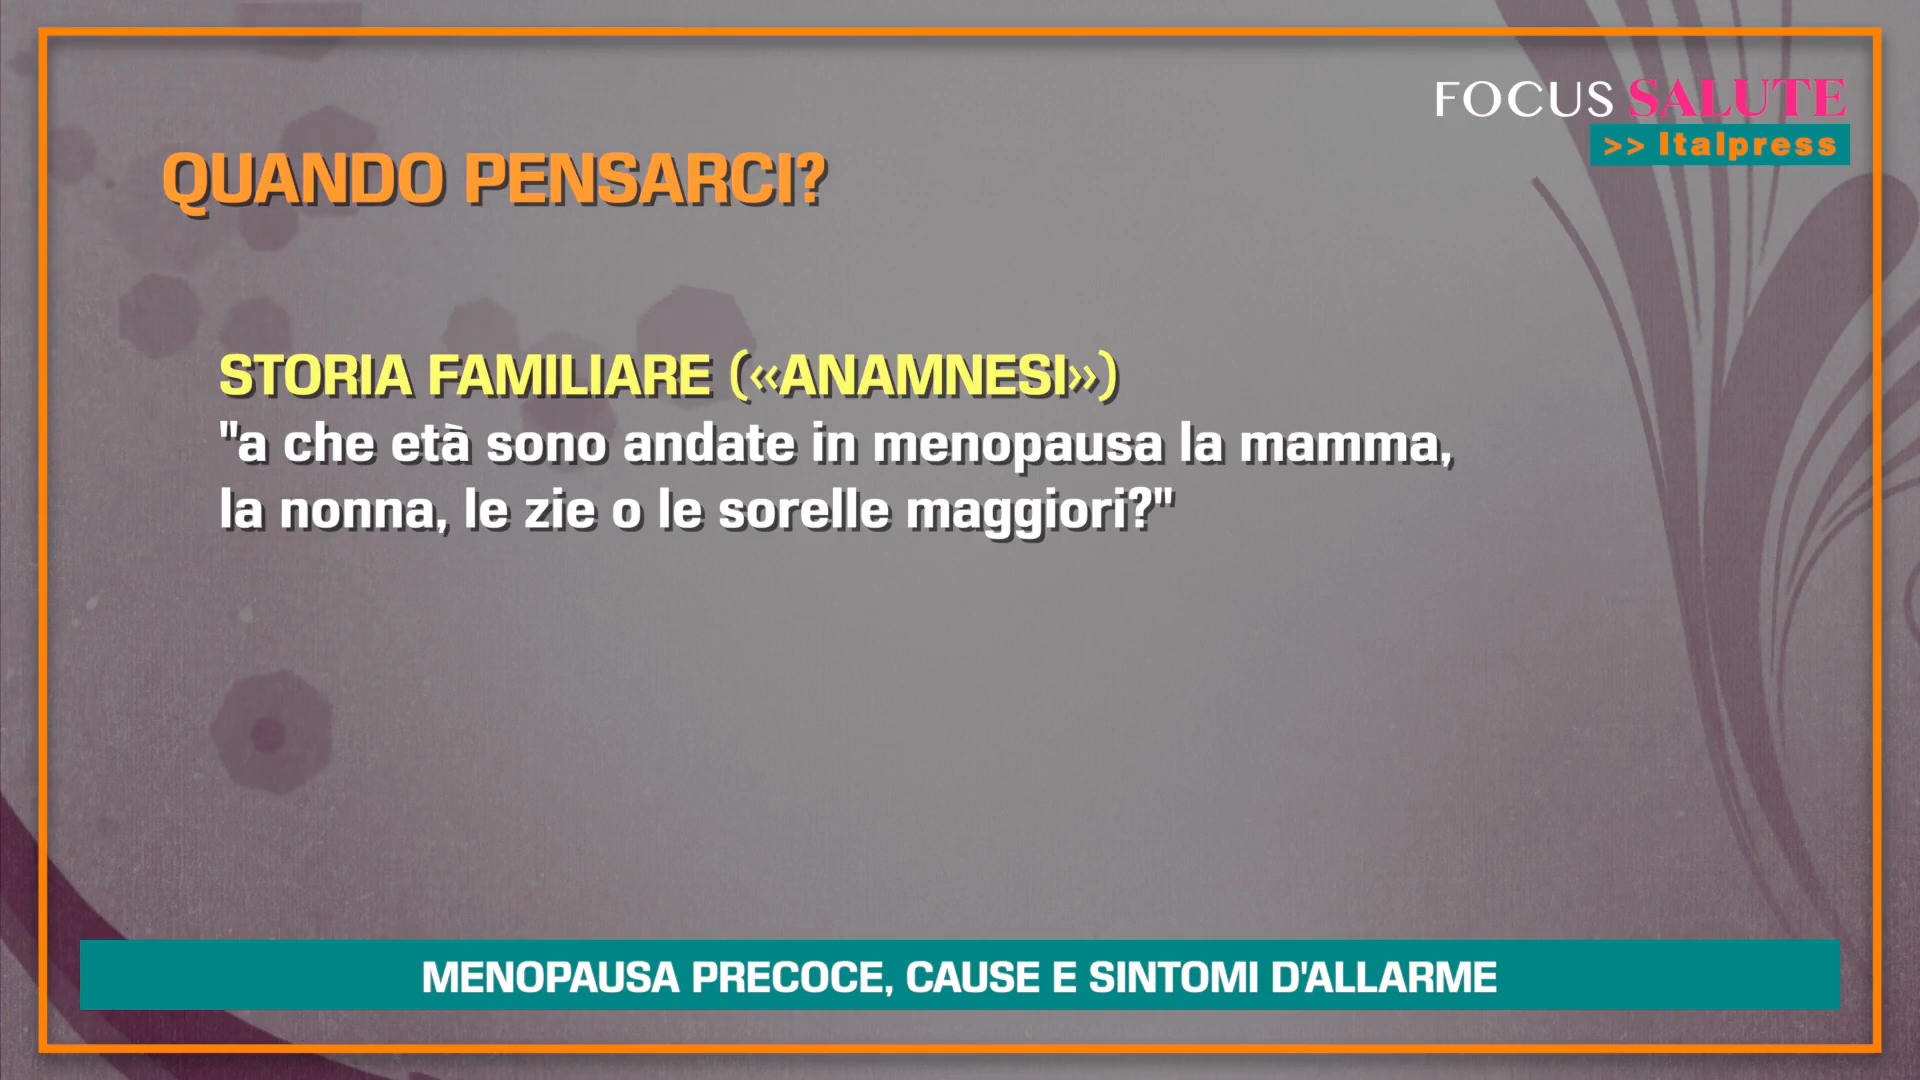 FOCUS SALUTE
>> Italpress
QUANDO PENSARCI?
STORIA FAMILIARE («ANAMNESI»)
"a che età sono andate in menopausa la mamma,
la nonna, le zie o le sorelle maggiori?"
MENOPAUSA PRECOCE, CAUSE E SINTOMI D'ALLARME